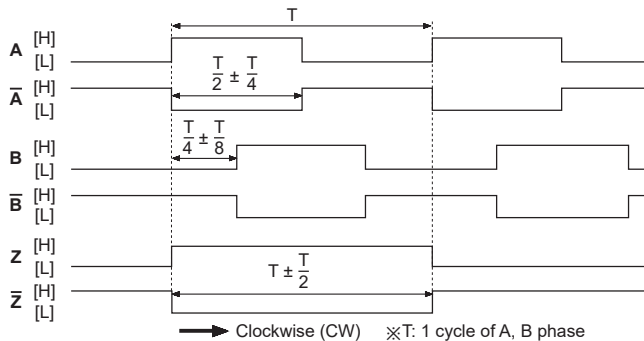 T
A [H]
[L]
A̅ [H]
[L]
T/2 ± T/4
T/4 ± T/8
B [H]
[L]
B̅ [H]
[L]
Z [H]
[L]
Z̅ [H]
[L]
T ± T/2
Clockwise (CW) ※T: 1 cycle of A, B phase